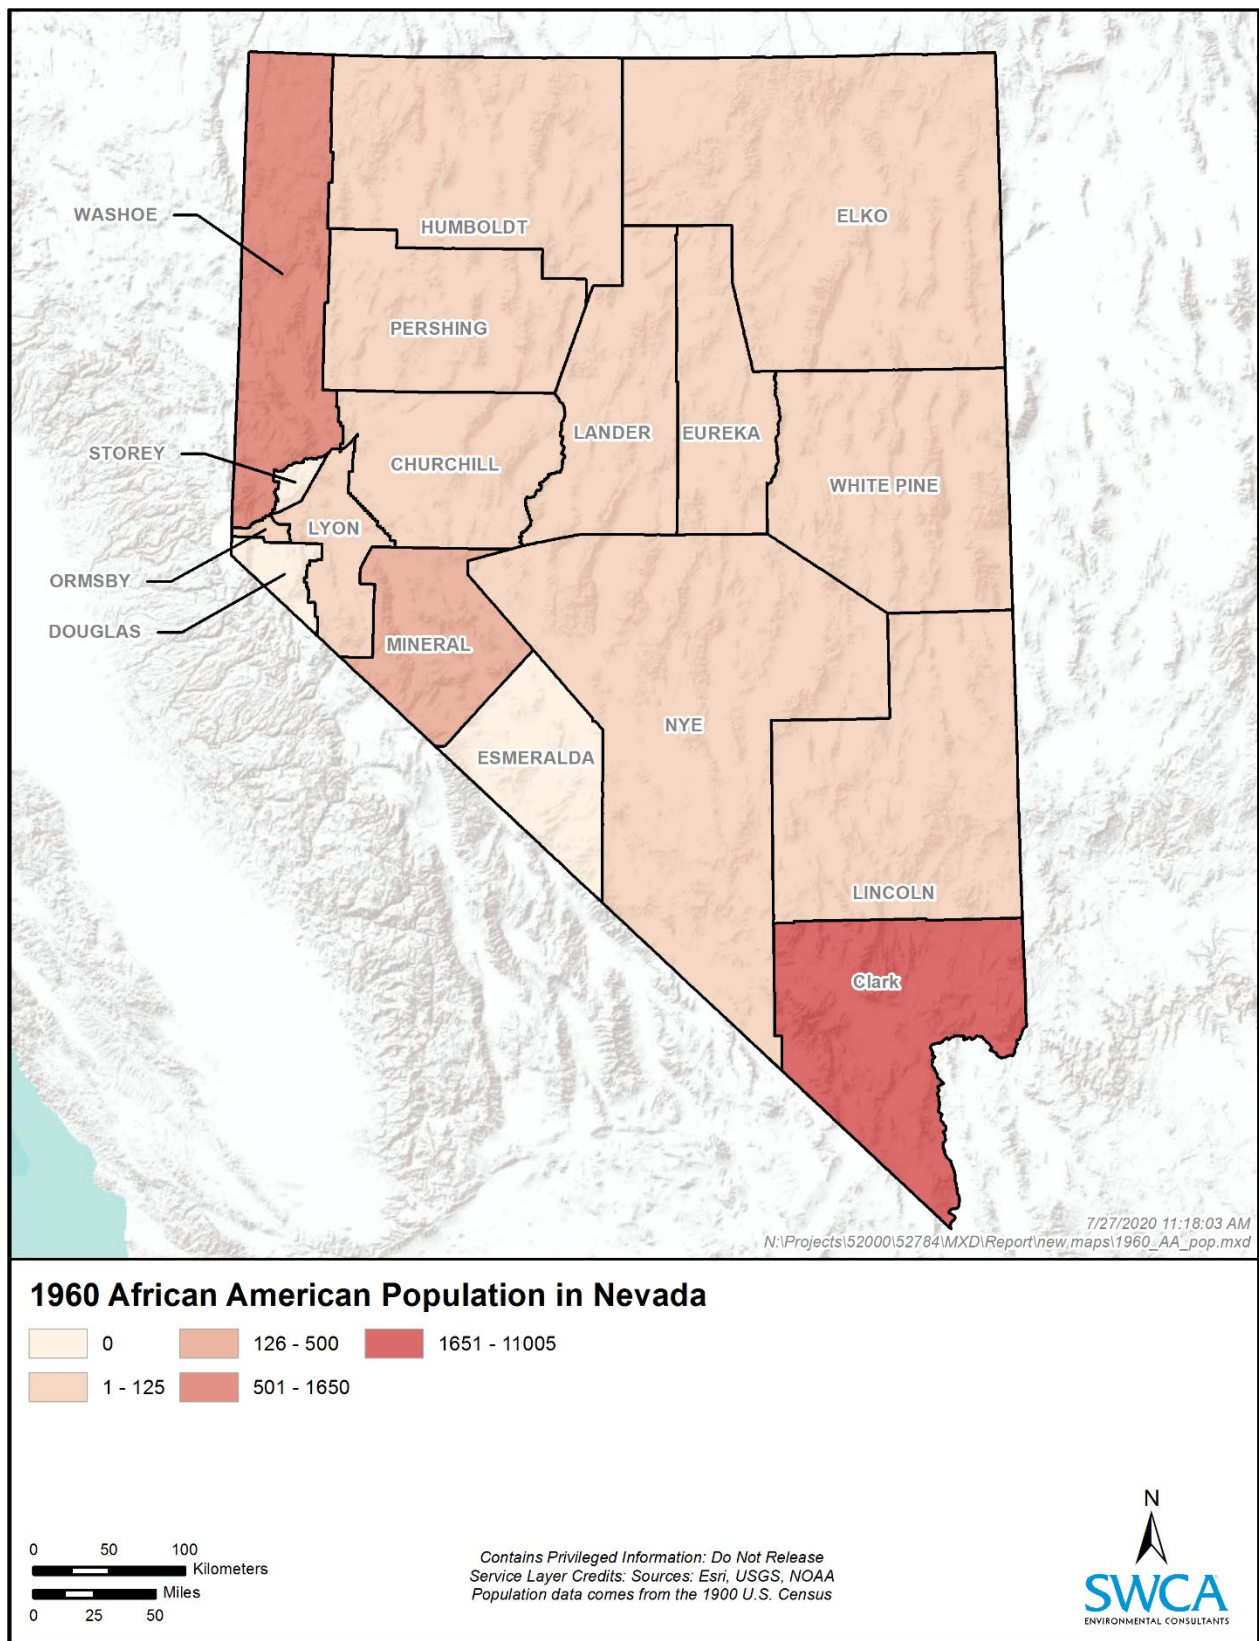 WASHOE
HUMBOLDT
ELKO
PERSHING
STOREY
CHURCHILL
LANDER
EUREKA
WHITE PINE
LYON
ORMSBY
DOUGLAS
MINERAL
NYE
ESMERALDA
LINCOLN
Clark
7/27/2020 11:18:03 AM
N:\Projects\52000\52784\MXD\Report\new maps\1960_AA_pop.mxd
1960 African American Population in Nevada
0 126 - 500 1651 - 11005
1 - 125 501 - 1650
0 50 100
Kilometers
Miles
0 25 50
Contains Privileged Information: Do Not Release
Service Layer Credits: Sources: Esri, USGS, NOAA
Population data comes from the 1900 U.S. Census
N
SWCA
ENVIRONMENTAL CONSULTANTS